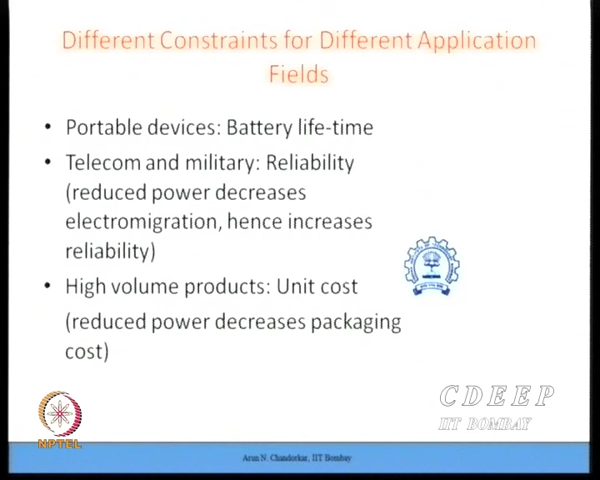 Different Constraints for Different Application
Fields
• Portable devices: Battery life-time
• Telecom and military: Reliability
(reduced power decreases
electromigration, hence increases
reliability)
• High volume products: Unit cost
(reduced power decreases packaging
cost)
CDEEP
IIT BOMBAY
NPTEL
Arun N. Chandorkar, IIT Bombay